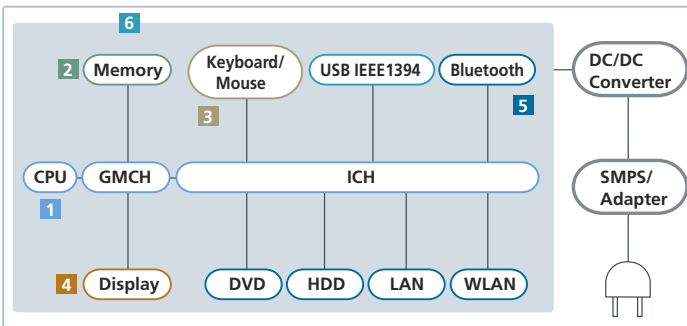 6
2
Memory
Keyboard/
Mouse
3
USB IEEE1394
Bluetooth
5
DC/DC
Converter
CPU
GMCH
ICH
1
SMPS/
Adapter
4
Display
DVD
HDD
LAN
WLAN